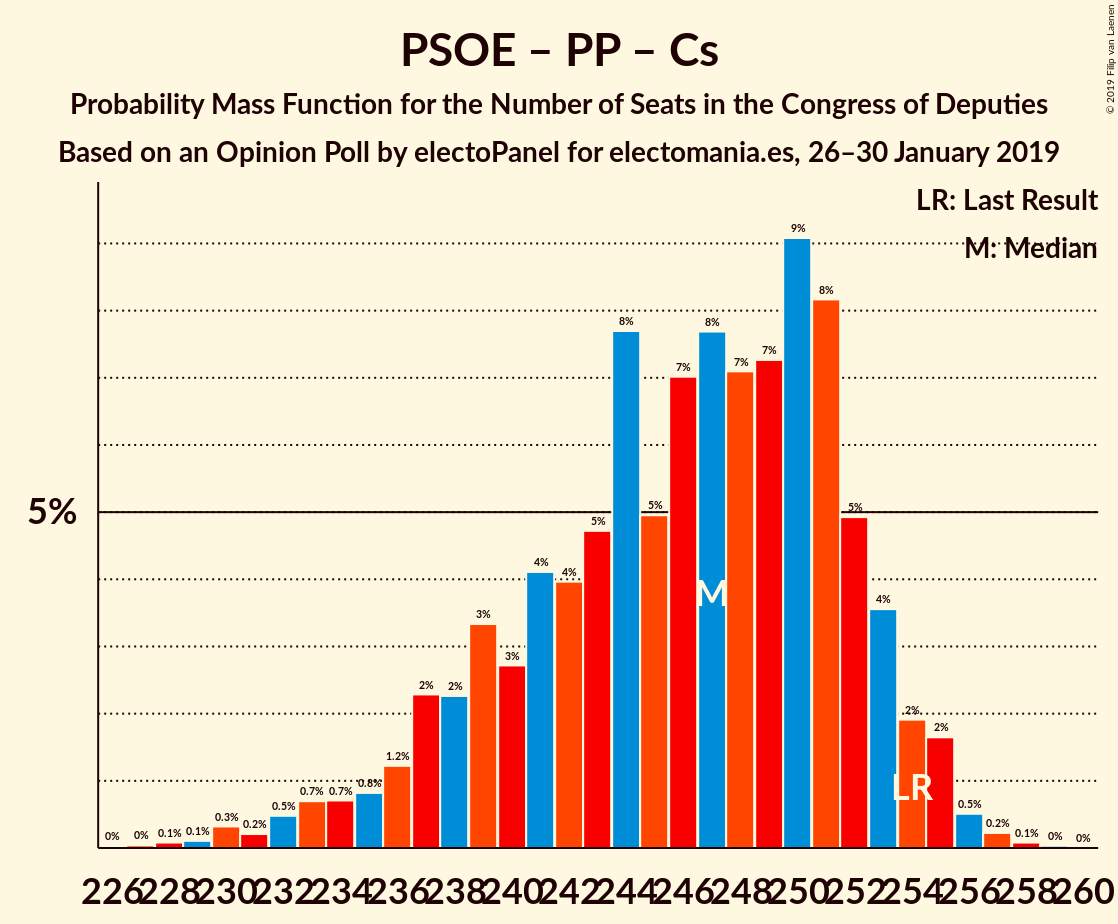 PSOE – PP – Cs
Probability Mass Function for the Number of Seats in the Congress of Deputies
Based on an Opinion Poll by electoPanel for electomania.es, 26–30 January 2019
© 2019 Filip van Laenen
LR: Last Result
M: Median
5%
0% 0% 0.1% 0.1% 0.3% 0.2% 0.5% 0.7% 0.7% 0.8% 1.2% 2% 2% 3% 3% 4% 4% 5% 8% 5% 7% 8% 7% 7% 9% 8% 5% 4% 2% 2% 0.5% 0.2% 0.1% 0% 0%
M
LR
226 228 230 232 234 236 238 240 242 244 246 248 250 252 254 256 258 260